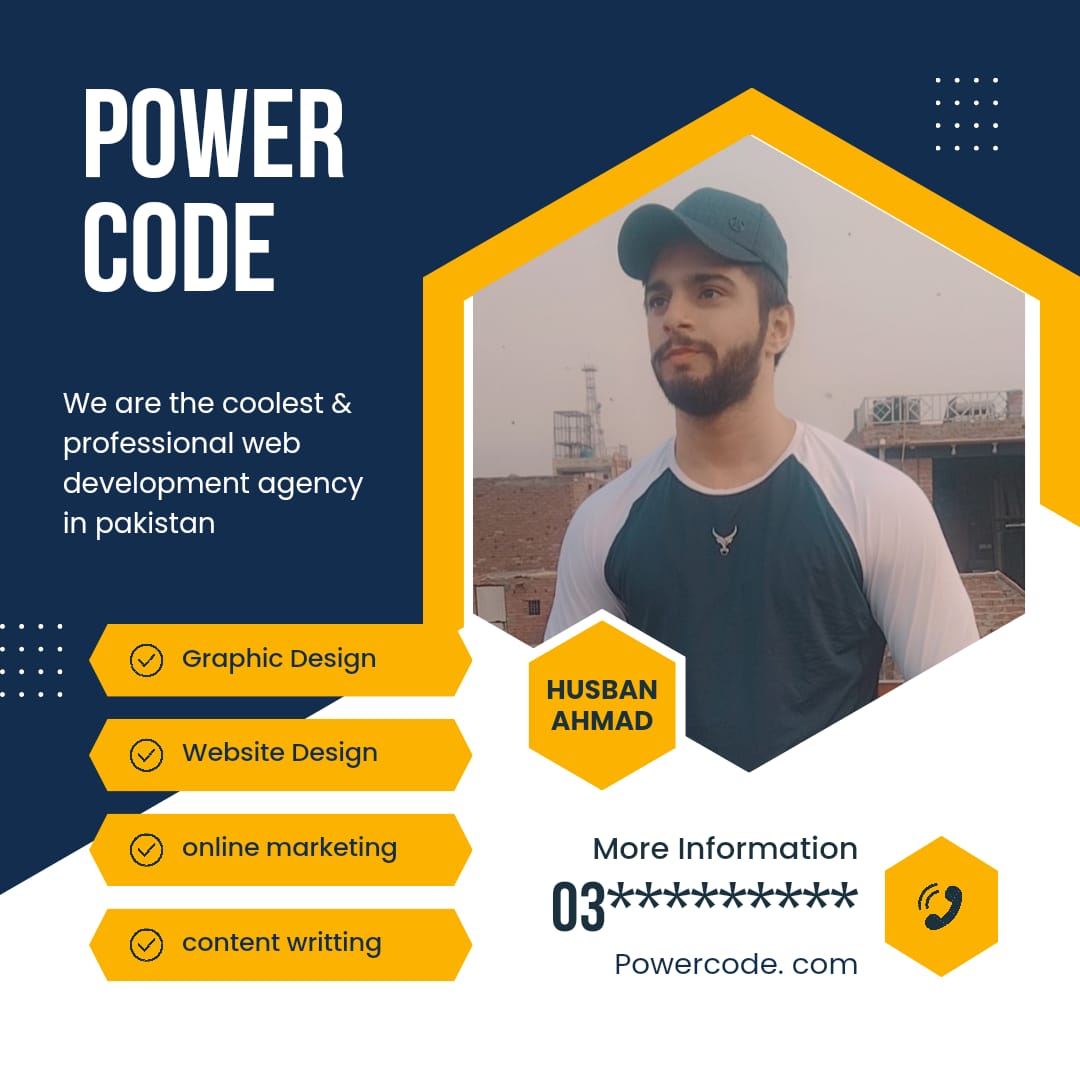 POWER
CODE
We are the coolest &
professional web
development agency
in pakistan
Graphic Design
Website Design
online marketing
content writting
HUSBAN
AHMAD
More Information
03*********
Powercode. com